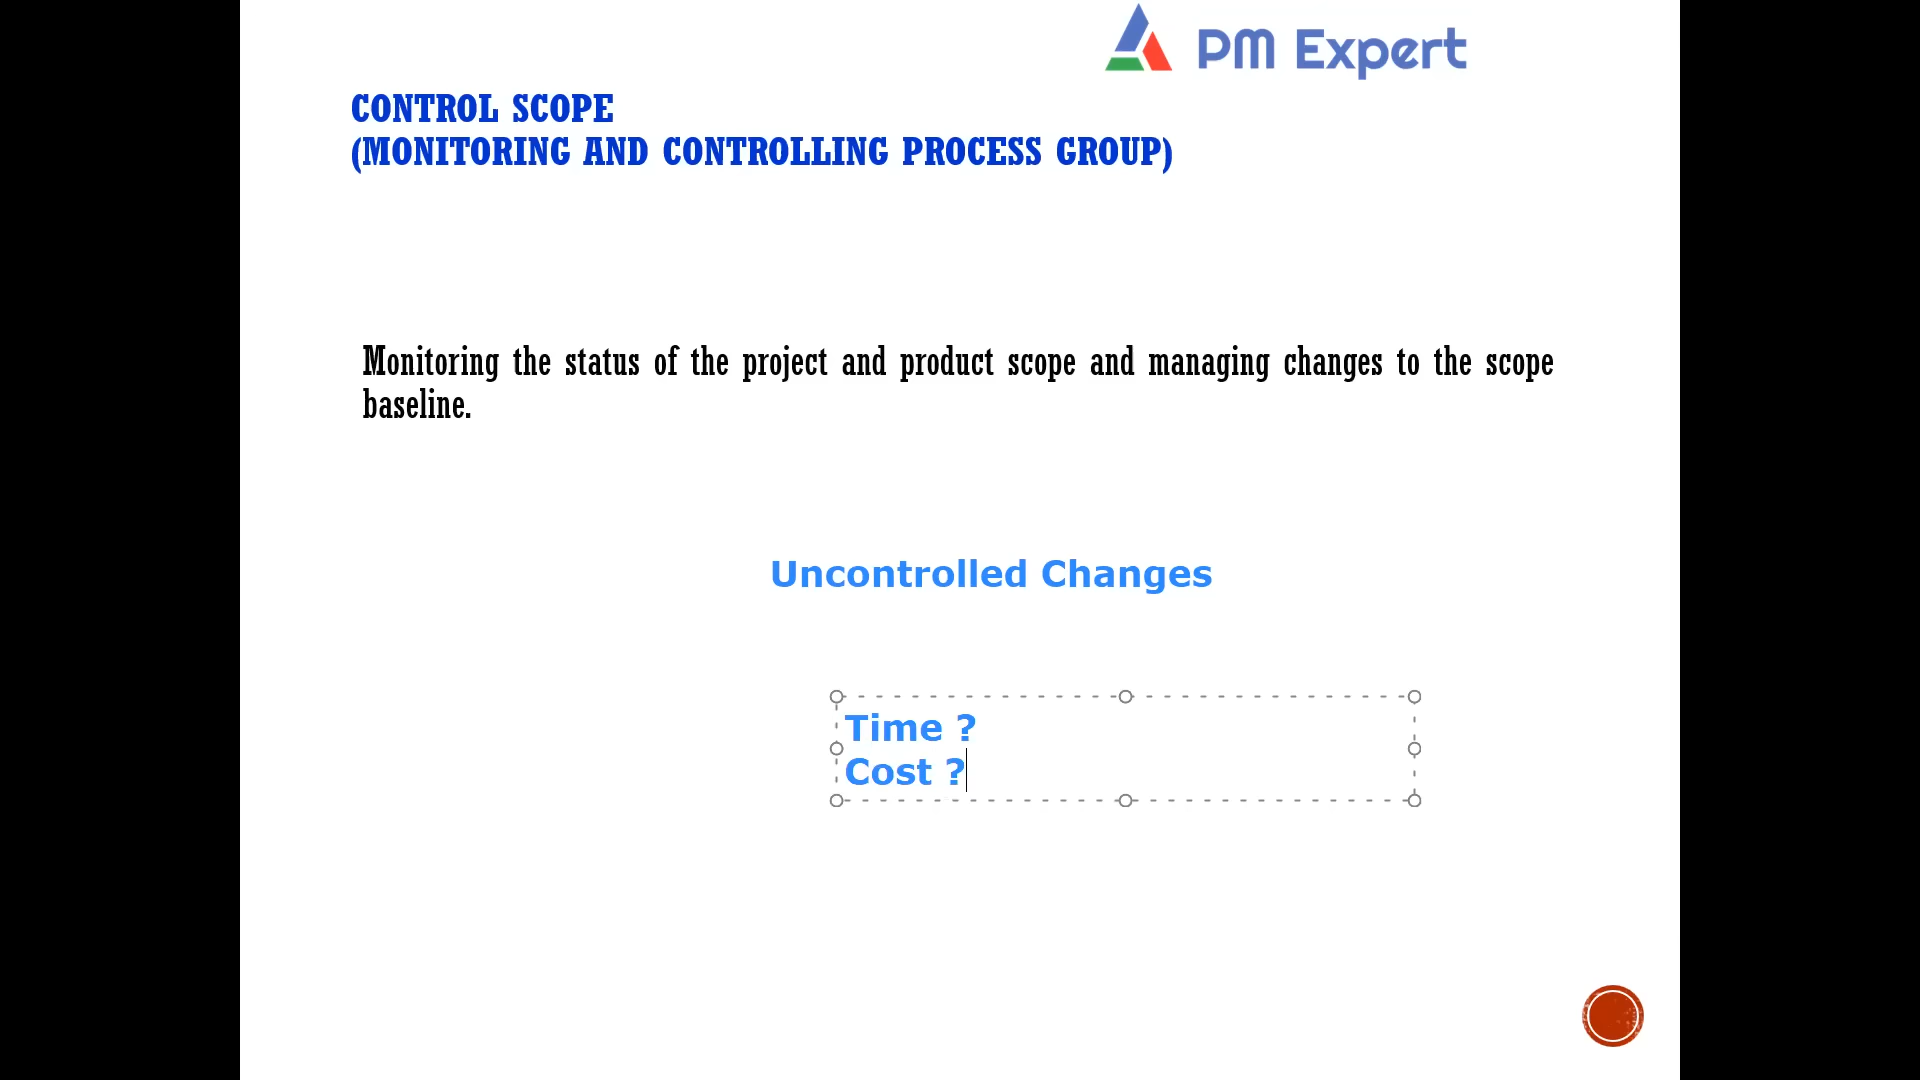 PM Expert
CONTROL SCOPE
(MONITORING AND CONTROLLING PROCESS GROUP)
Monitoring the status of the project and product scope and managing changes to the scope
baseline.
Uncontrolled Changes
Time ?
Cost ?